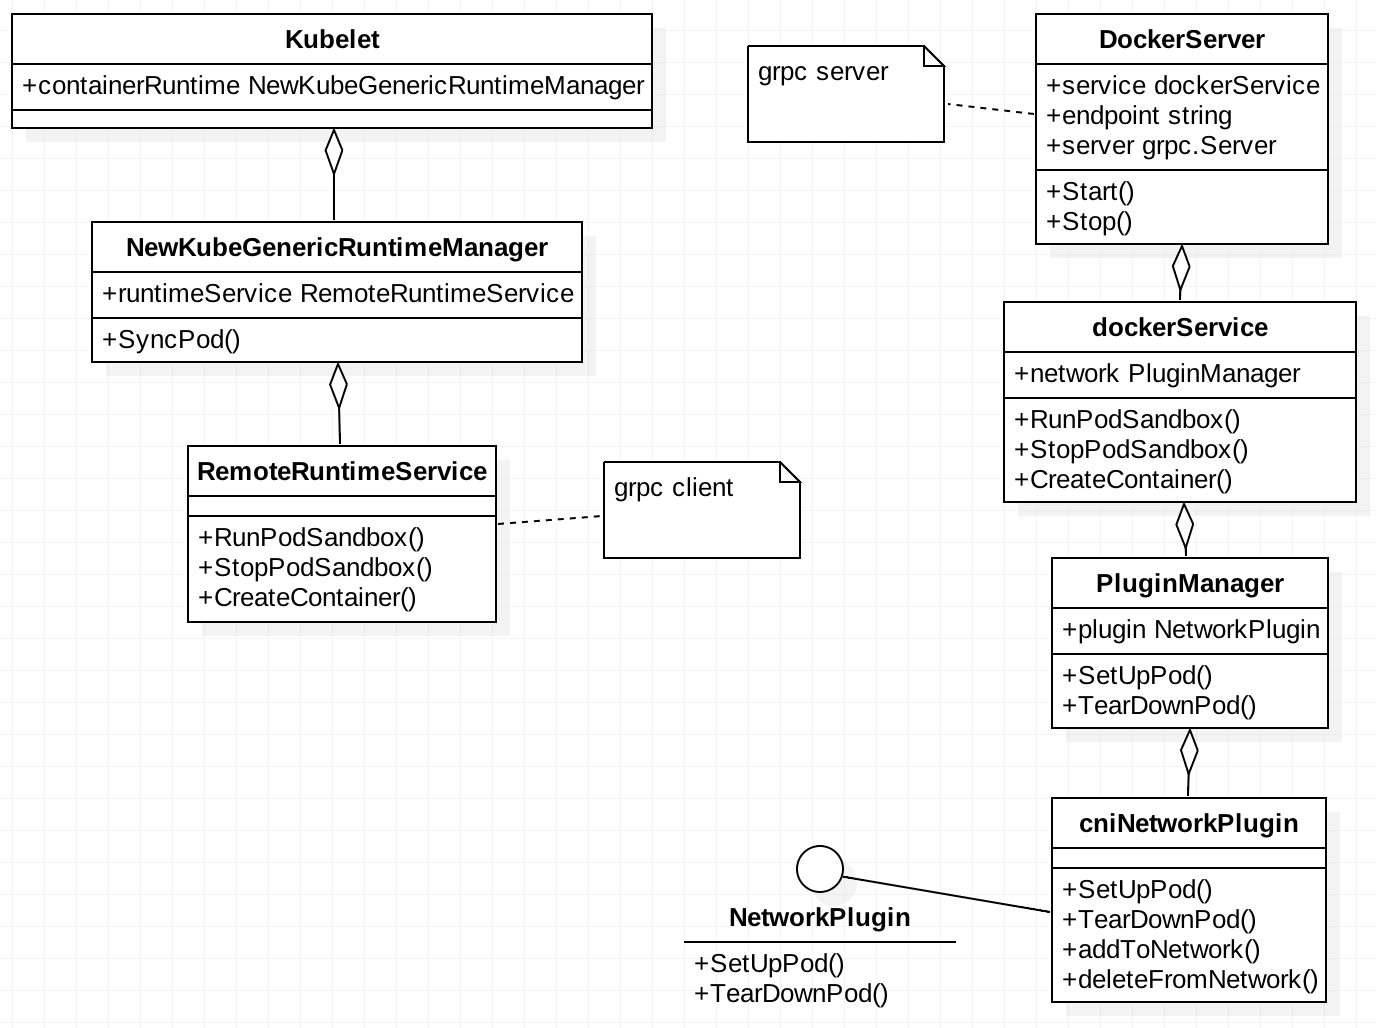 Kubelet
+containerRuntime NewKubeGenericRuntimeManager
NewKubeGenericRuntimeManager
+runtimeService RemoteRuntimeService
+SyncPod()
RemoteRuntimeService
+RunPodSandbox()
+StopPodSandbox()
+CreateContainer()
grpc client
grpc server
DockerServer
+service dockerService
+endpoint string
+server grpc.Server
+Start()
+Stop()
dockerService
+network PluginManager
+RunPodSandbox()
+StopPodSandbox()
+CreateContainer()
PluginManager
+plugin NetworkPlugin
+SetUpPod()
+TearDownPod()
cniNetworkPlugin
+SetUpPod()
+TearDownPod()
+addToNetwork()
+deleteFromNetwork()
NetworkPlugin
+SetUpPod()
+TearDownPod()